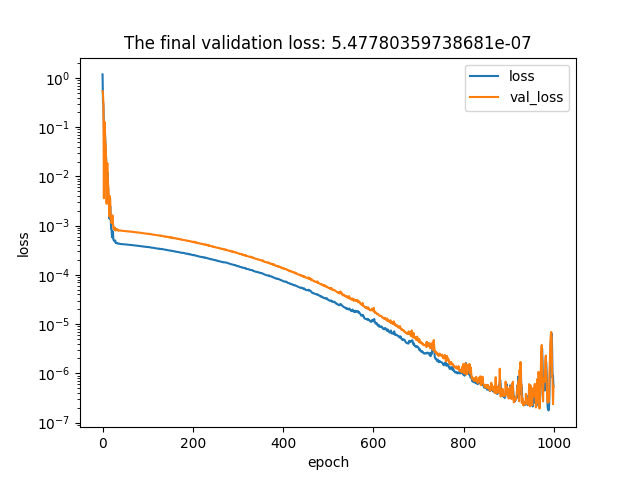 The final validation loss: 5.47780359738681e-07
loss
val_loss
10⁰
10⁻¹
10⁻²
10⁻³
10⁻⁴
10⁻⁵
10⁻⁶
10⁻⁷
loss
0 200 400 600 800 1000
epoch